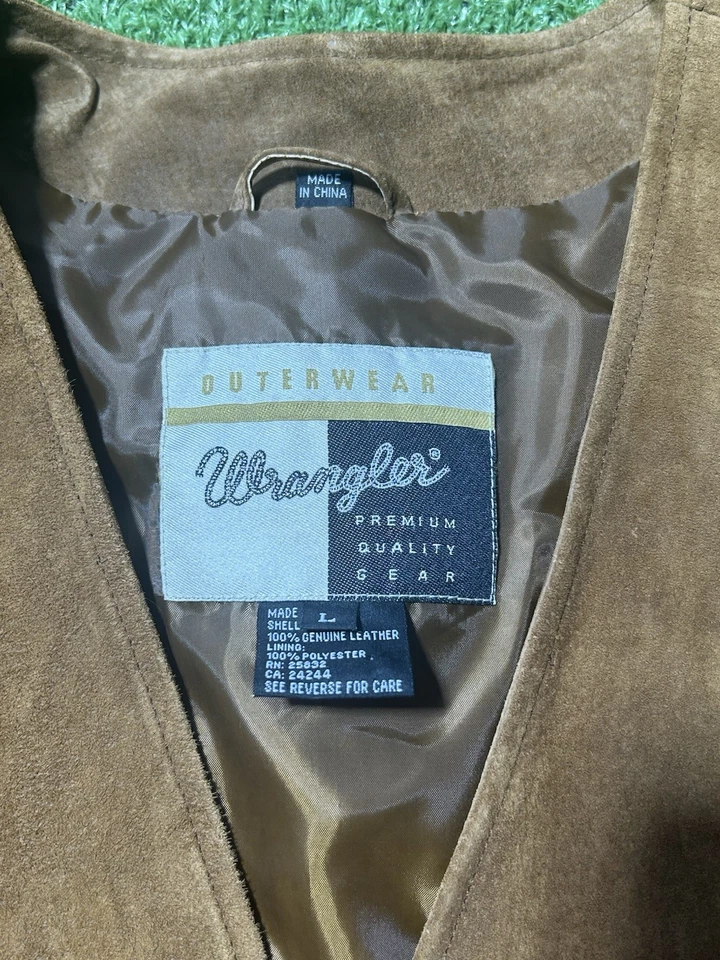 MADE
IN CHINA
OUTERWEAR
Wrangler®
PREMIUM
QUALITY
GEAR
MADE
L
SHELL
100% GENUINE LEATHER
LINING:
100% POLYESTER
RN: 25832
CA: 24244
SEE REVERSE FOR CARE